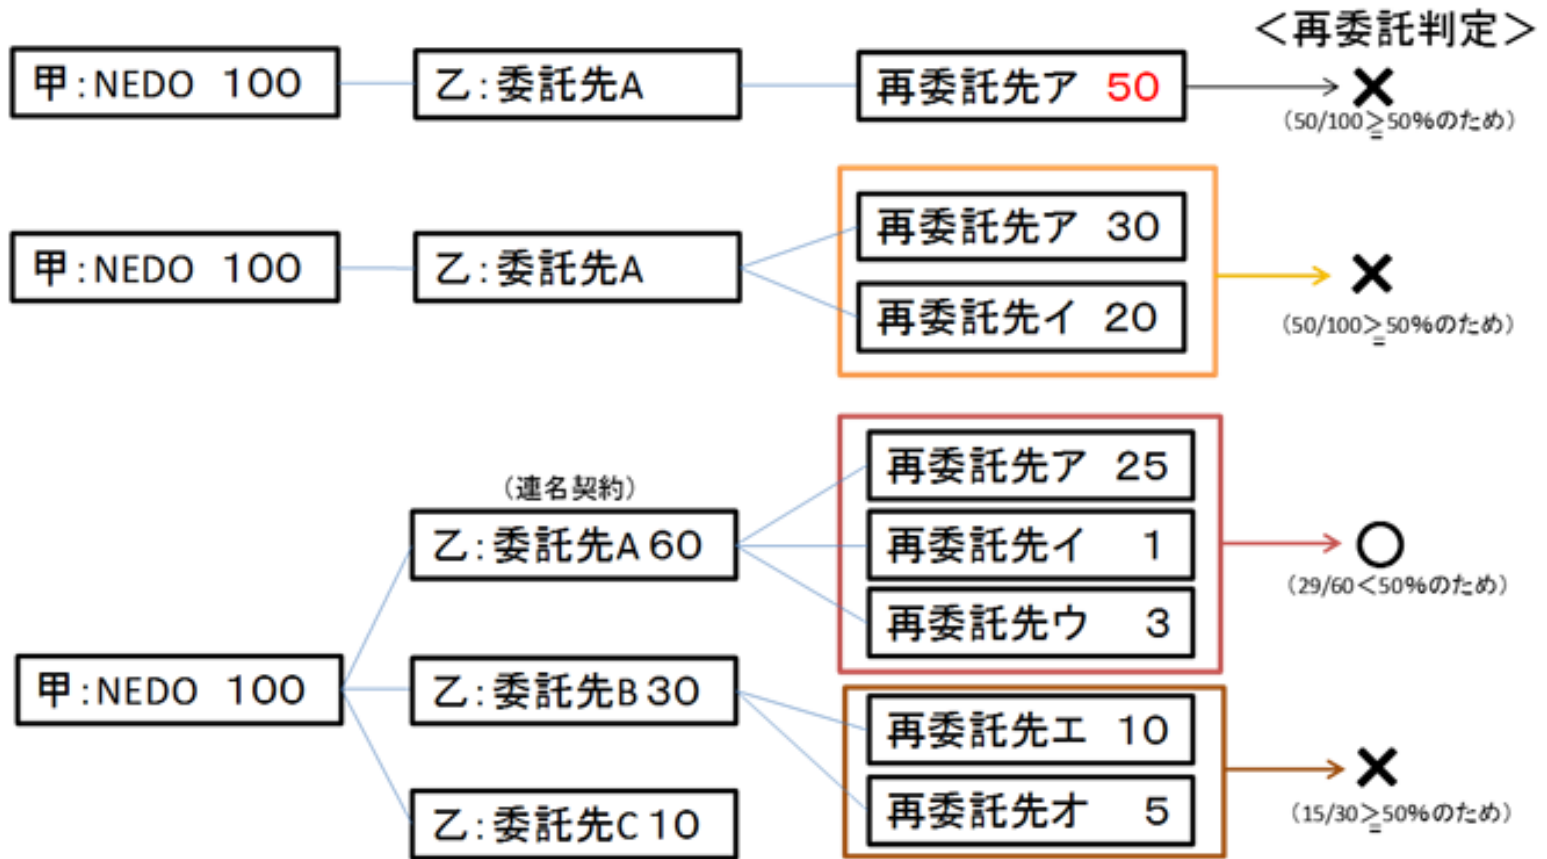 ＜再委託判定＞
甲：NEDO 100
乙：委託先A
再委託先ア 50
×
（50/100≧50％のため）
甲：NEDO 100
乙：委託先A
再委託先ア 30
再委託先イ 20
×
（50/100≧50％のため）
（連名契約）
甲：NEDO 100
乙：委託先A 60
再委託先ア 25
再委託先イ 1
再委託先ウ 3
○
（29/60＜50％のため）
乙：委託先B 30
再委託先エ 10
再委託先オ 5
×
（15/30≧50％のため）
乙：委託先C 10